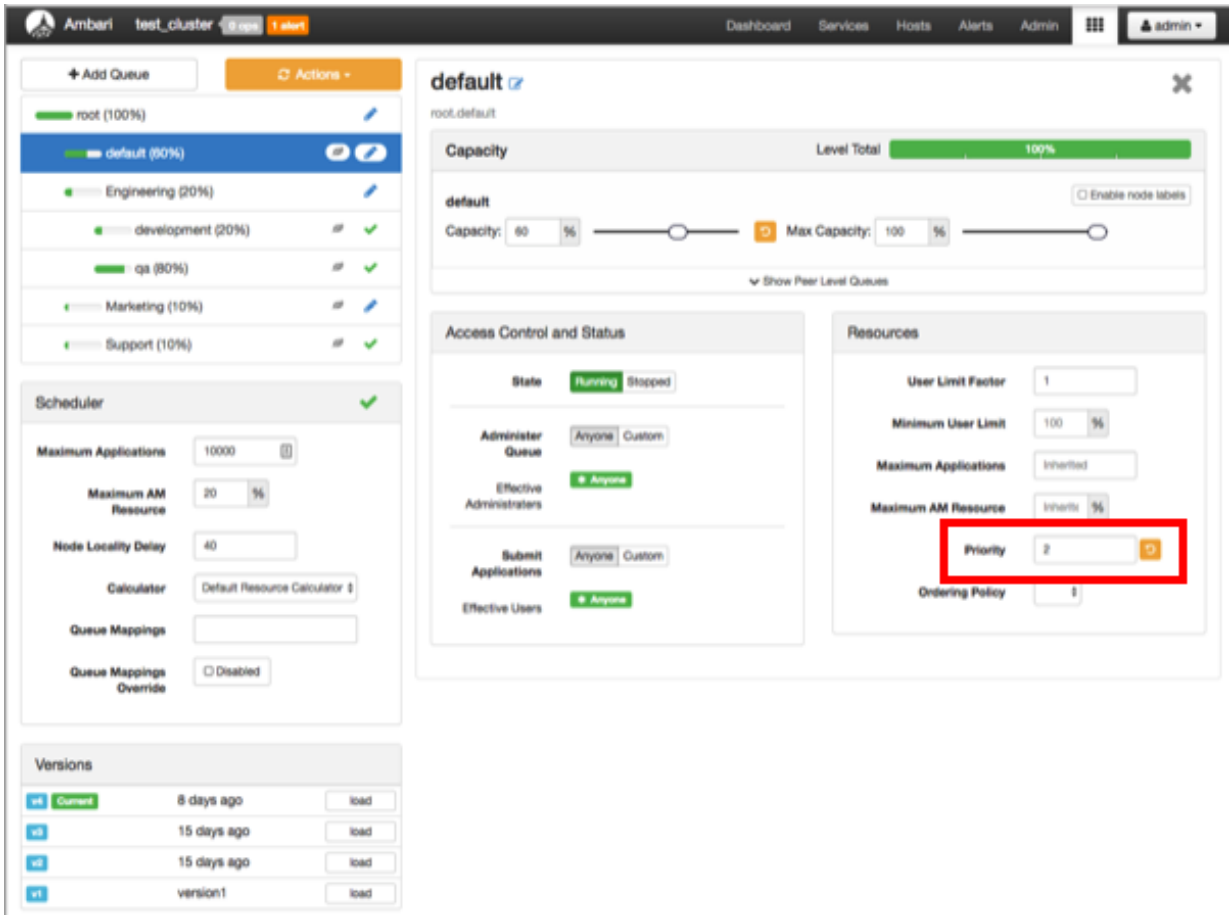 Ambari test_cluster 0 ops 1 alert Dashboard Services Hosts Alerts Admin admin
+ Add Queue Actions
root (100%)
default (60%)
Engineering (20%)
development (20%)
qa (80%)
Marketing (10%)
Support (10%)
Scheduler
Maximum Applications 10000
Maximum AM Resource 20 %
Node Locality Delay 40
Calculator Default Resource Calculator
Queue Mappings
Queue Mappings Override Disabled
Versions
v4 Current 8 days ago load
v3 15 days ago load
v2 15 days ago load
v1 version1 load
default
root.default
Capacity Level Total 100%
default Enable node labels
Capacity: 60 % Max Capacity: 100 %
Show Peer Level Queues
Access Control and Status
State Running Stopped
Administer Queue Anyone Custom
Effective Administraters Anyone
Submit Applications Anyone Custom
Effective Users Anyone
Resources
User Limit Factor 1
Minimum User Limit 100 %
Maximum Applications Inherited
Maximum AM Resource Inherite %
Priority 2
Ordering Policy